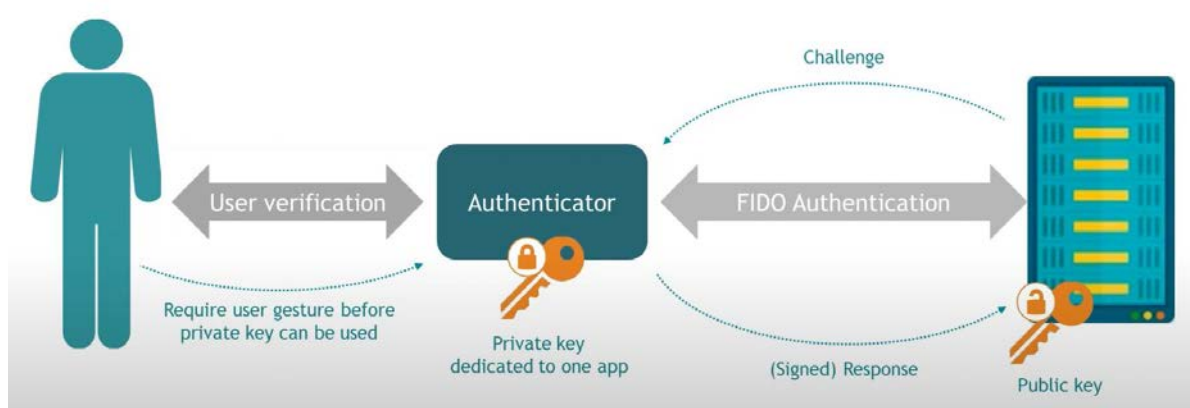 Challenge
User verification
Authenticator
FIDO Authentication
Require user gesture before
private key can be used
Private key
dedicated to one app
(Signed) Response
Public key